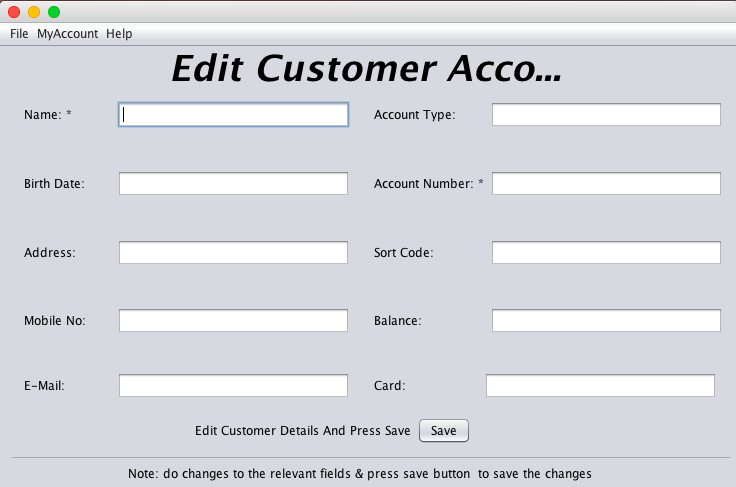 File MyAccount Help
Edit Customer Acco...
Name: *
Account Type:
Birth Date:
Account Number: *
Address:
Sort Code:
Mobile No:
Balance:
E-Mail:
Card:
Edit Customer Details And Press Save Save
Note: do changes to the relevant fields & press save button  to save the changes